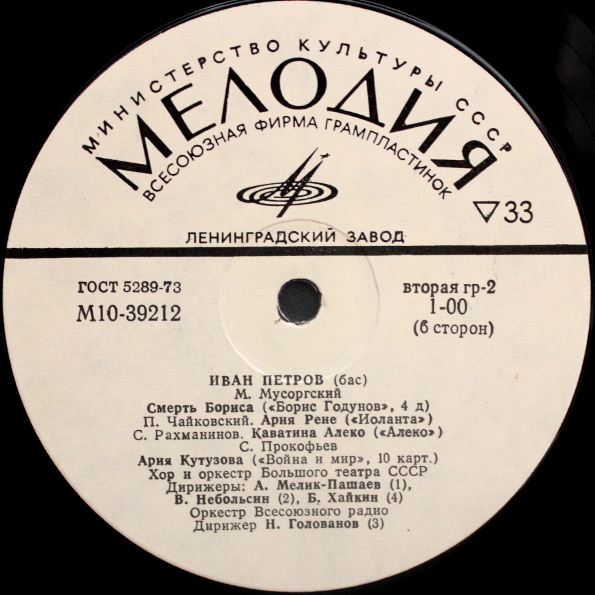 МИНИСТЕРСТВО КУЛЬТУРЫ СССР
МЕЛОДИЯ
ВСЕСОЮЗНАЯ ФИРМА ГРАМПЛАСТИНОК
33
ЛЕНИНГРАДСКИЙ ЗАВОД
ГОСТ 5289-73
М10-39212
вторая гр-2
1-00
(6 сторон)
ИВАН ПЕТРОВ (бас)
М. Мусоргский
Смерть Бориса («Борис Годунов», 4 д)
П. Чайковский. Ария Рене («Иоланта»)
С. Рахманинов. Каватина Алеко («Алеко»)
С. Прокофьев
Ария Кутузова («Война и мир», 10 карт.)
Хор и оркестр Большого театра СССР
Дирижеры: А. Мелик-Пашаев (1),
В. Небольсин (2), Б. Хайкин (4)
Оркестр Всесоюзного радио
Дирижер Н. Голованов (3)